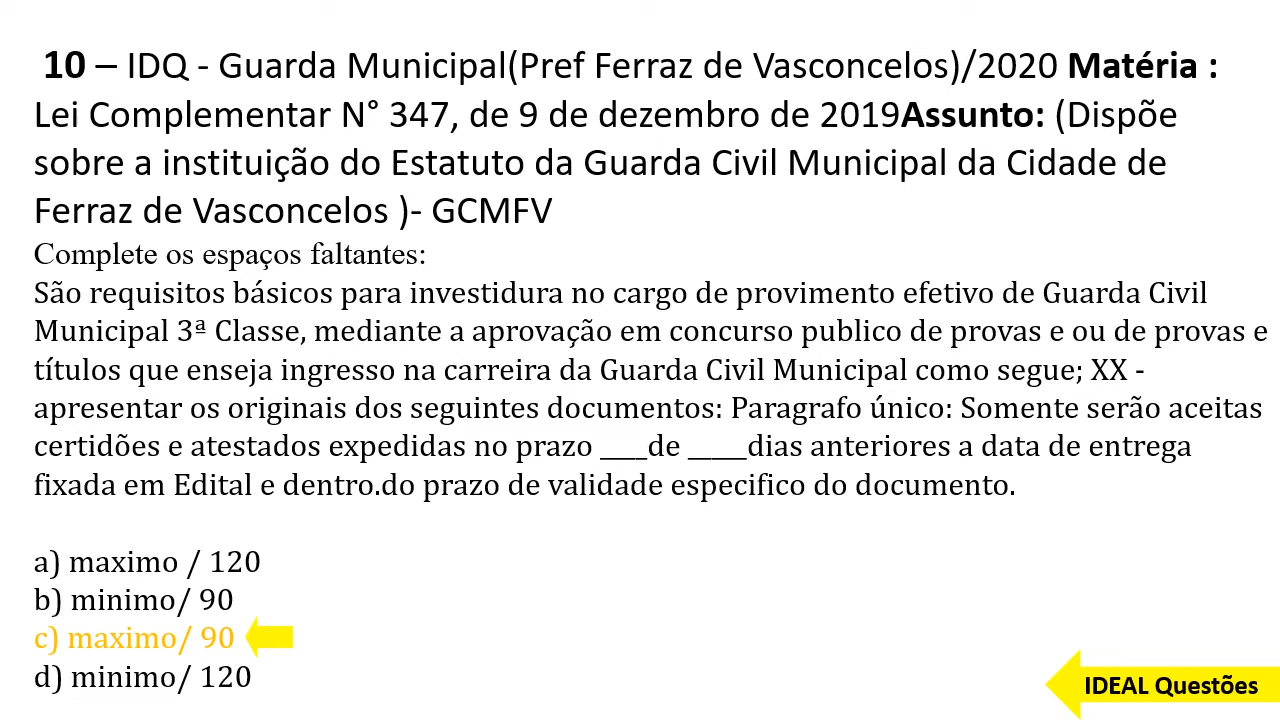 10 – IDQ - Guarda Municipal(Pref Ferraz de Vasconcelos)/2020 Matéria :
Lei Complementar N° 347, de 9 de dezembro de 2019Assunto: (Dispõe
sobre a instituição do Estatuto da Guarda Civil Municipal da Cidade de
Ferraz de Vasconcelos )- GCMFV
Complete os espaços faltantes:
São requisitos básicos para investidura no cargo de provimento efetivo de Guarda Civil
Municipal 3ª Classe, mediante a aprovação em concurso publico de provas e ou de provas e
títulos que enseja ingresso na carreira da Guarda Civil Municipal como segue; XX -
apresentar os originais dos seguintes documentos: Paragrafo único: Somente serão aceitas
certidões e atestados expedidas no prazo ____de _____dias anteriores a data de entrega
fixada em Edital e dentro.do prazo de validade especifico do documento.
a) maximo / 120
b) minimo/ 90
c) maximo/ 90
d) minimo/ 120
IDEAL Questões